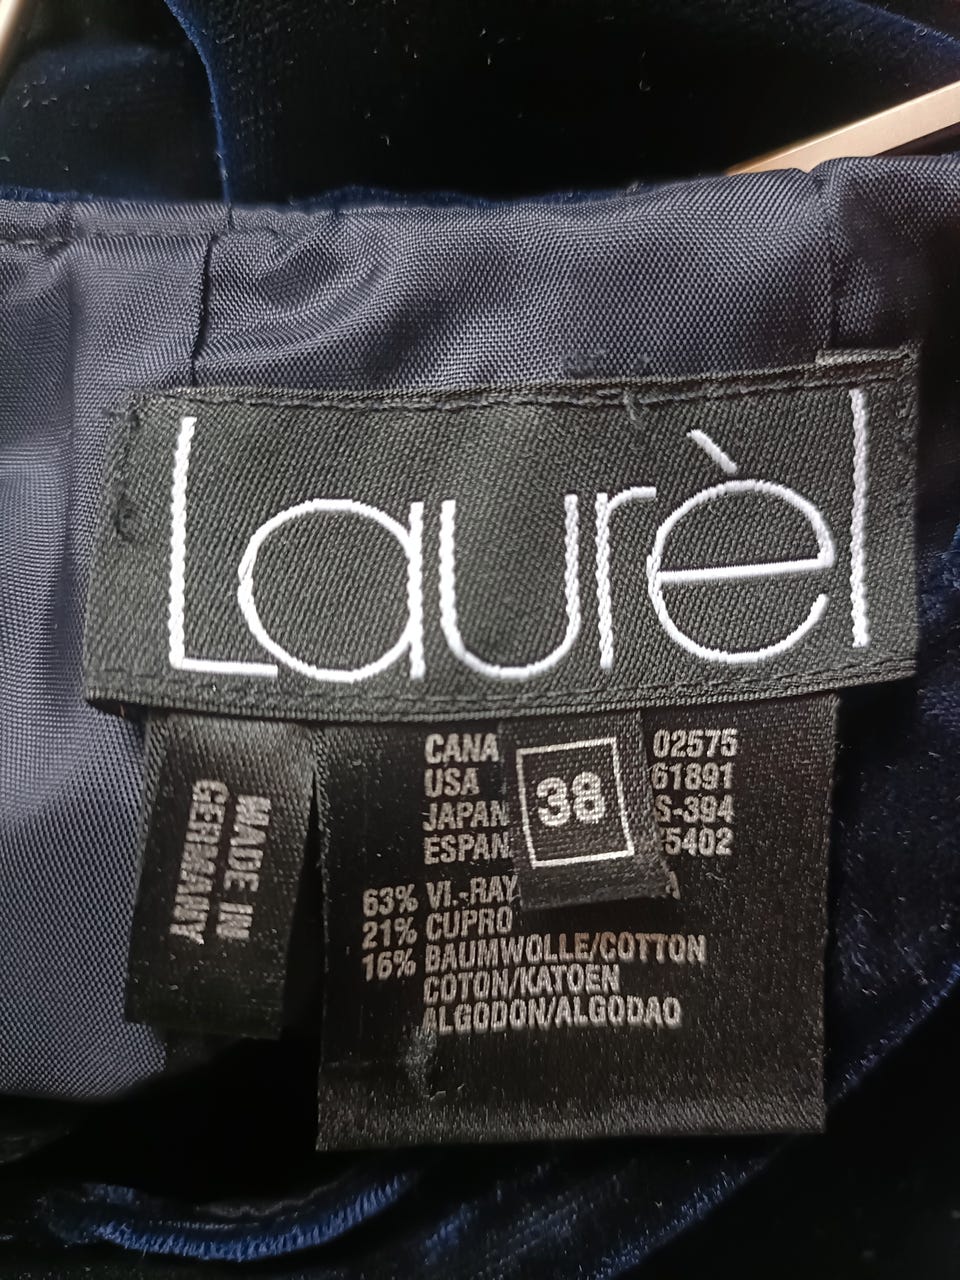 Laurèl
MADE IN
GERMANY
38
CANA 02575
USA 61891
JAPAN S-394
ESPAN 5402
63% VI.-RAY A
21% CUPRO
16% BAUMWOLLE/COTTON
COTON/KATOEN
ALGODON/ALGODAO